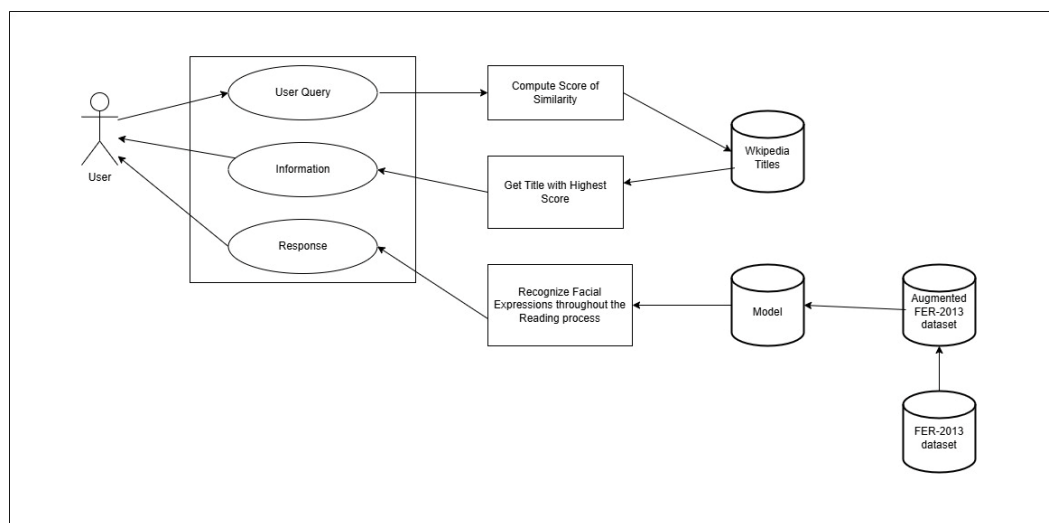 User
User Query
Information
Response
Compute Score of
Similarity
Get Title with Highest
Score
Recognize Facial
Expressions throughout the
Reading process
Wkipedia
Titles
Model
Augmented
FER-2013
dataset
FER-2013
dataset